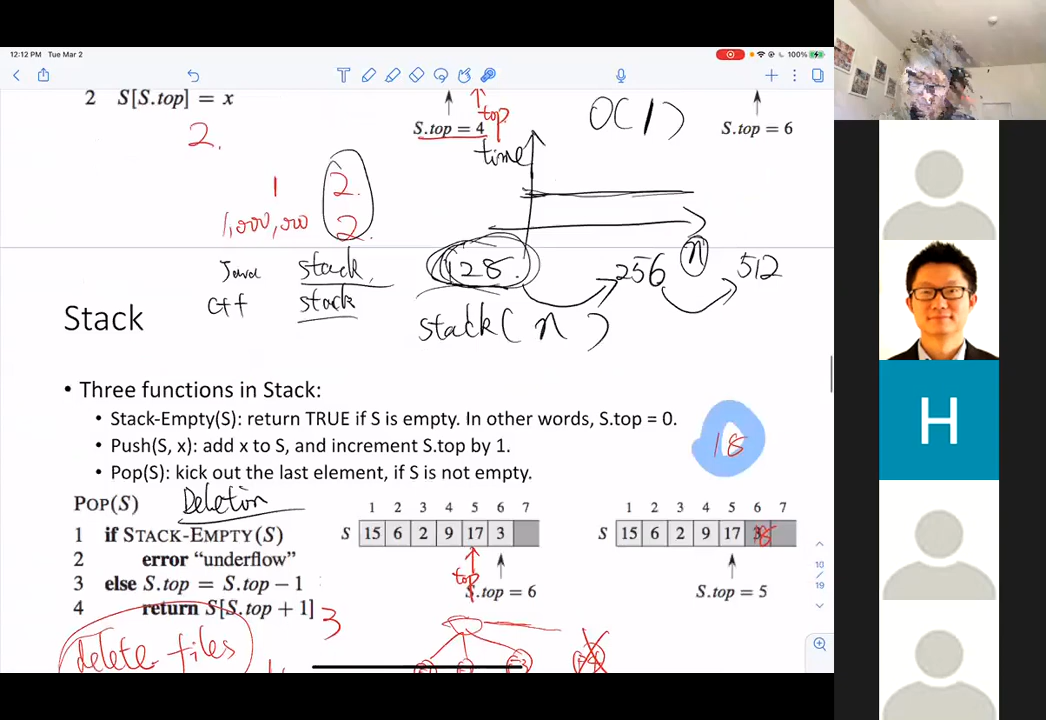 12:12 PM Tue Mar 2
100%
2 S[S.top] = x
top
S.top = 4
O(1)
S.top = 6
2.
time
1 2.
1,000,000 2.
n
128. 256 512
Java stack
C++ stack
stack( n )
Stack
• Three functions in Stack:
• Stack-Empty(S): return TRUE if S is empty. In other words, S.top = 0.
• Push(S, x): add x to S, and increment S.top by 1.
• Pop(S): kick out the last element, if S is not empty.
18
POP(S) Deletion
1 if STACK-EMPTY(S)
2 error “underflow”
3 else S.top = S.top − 1
4 return S[S.top + 1] 3
1 2 3 4 5 6 7
S 15 6 2 9 17 3
top
S.top = 6
1 2 3 4 5 6 7
S 15 6 2 9 17
S.top = 5
delete files
10 / 19
H